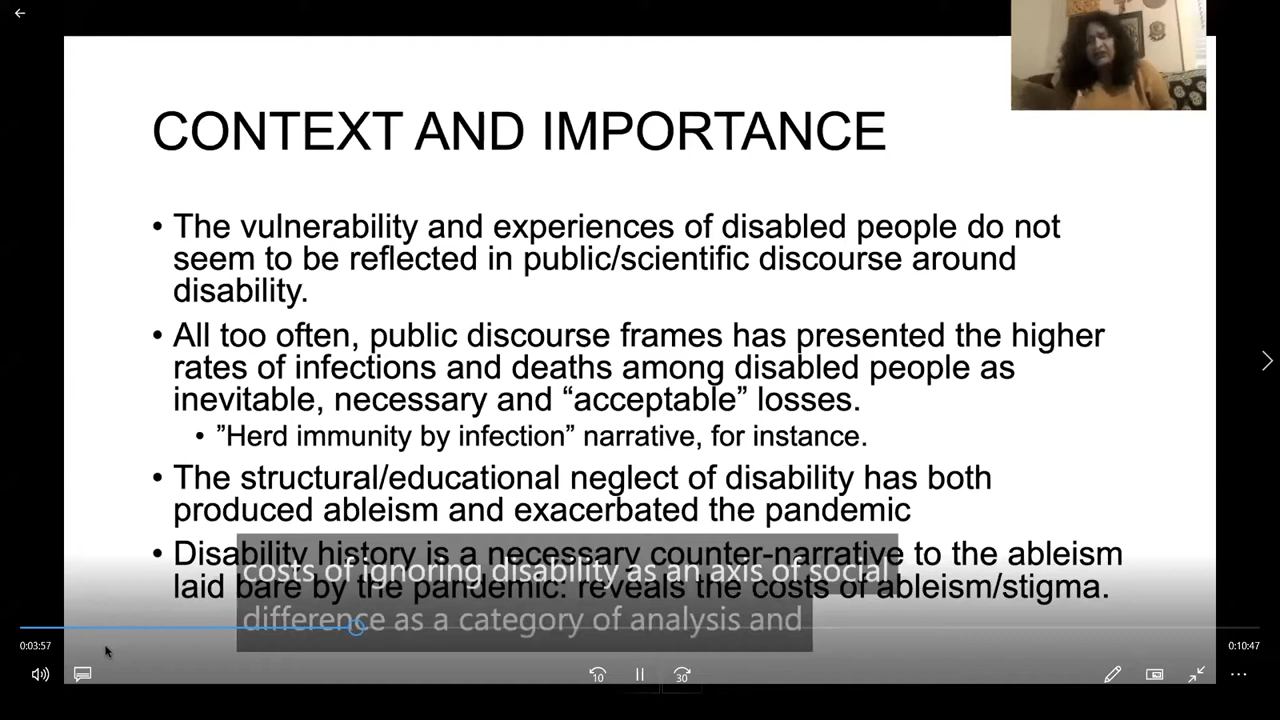 CONTEXT AND IMPORTANCE
• The vulnerability and experiences of disabled people do not
seem to be reflected in public/scientific discourse around
disability.
• All too often, public discourse frames has presented the higher
rates of infections and deaths among disabled people as
inevitable, necessary and “acceptable” losses.
• ”Herd immunity by infection” narrative, for instance.
• The structural/educational neglect of disability has both
produced ableism and exacerbated the pandemic
• Disability history is a necessary counter-narrative to the ableism
laid bare by the pandemic: reveals the costs of ableism/stigma.
costs of ignoring disability as an axis of social
difference as a category of analysis and
0:03:57
0:10:47
10
30